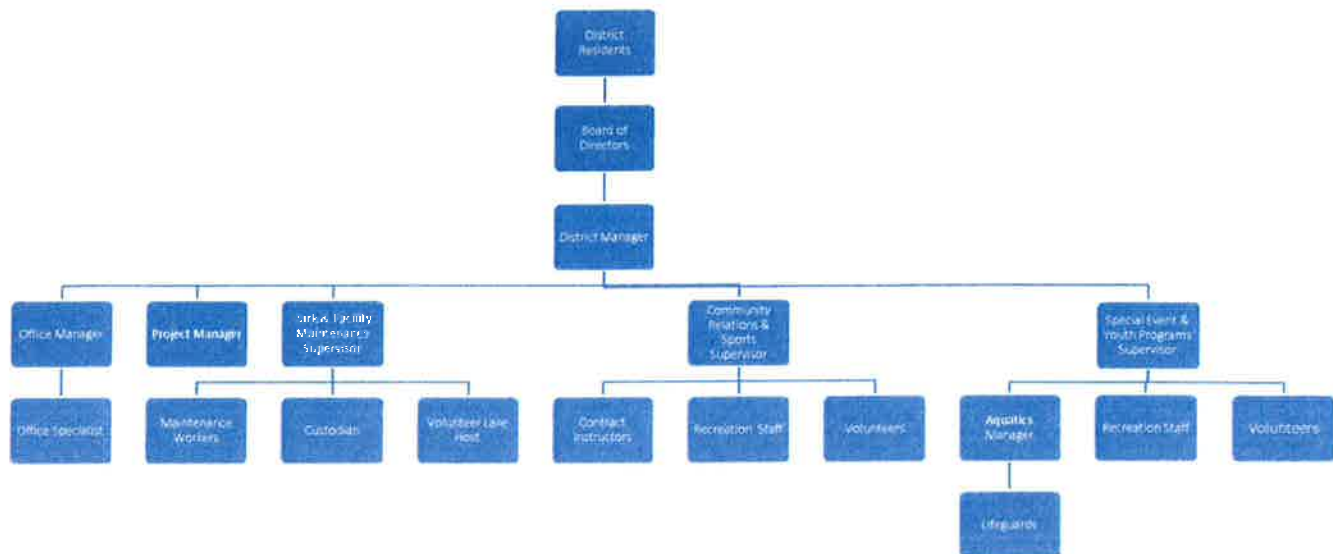 District
Residents
Board of
Directors
District Manager
Office Manager
Project Manager
Facility
Maintenance
Supervisor
Community
Relations &
Sports
Supervisor
Special Event &
Youth Programs
Supervisor
Office Specialist
Maintenance
Workers
Custodian
Volunteer Lake
Host
Contract
Instructors
Recreation Staff
Volunteers
Aquatics
Manager
Recreation Staff
Volunteers
Lifeguards